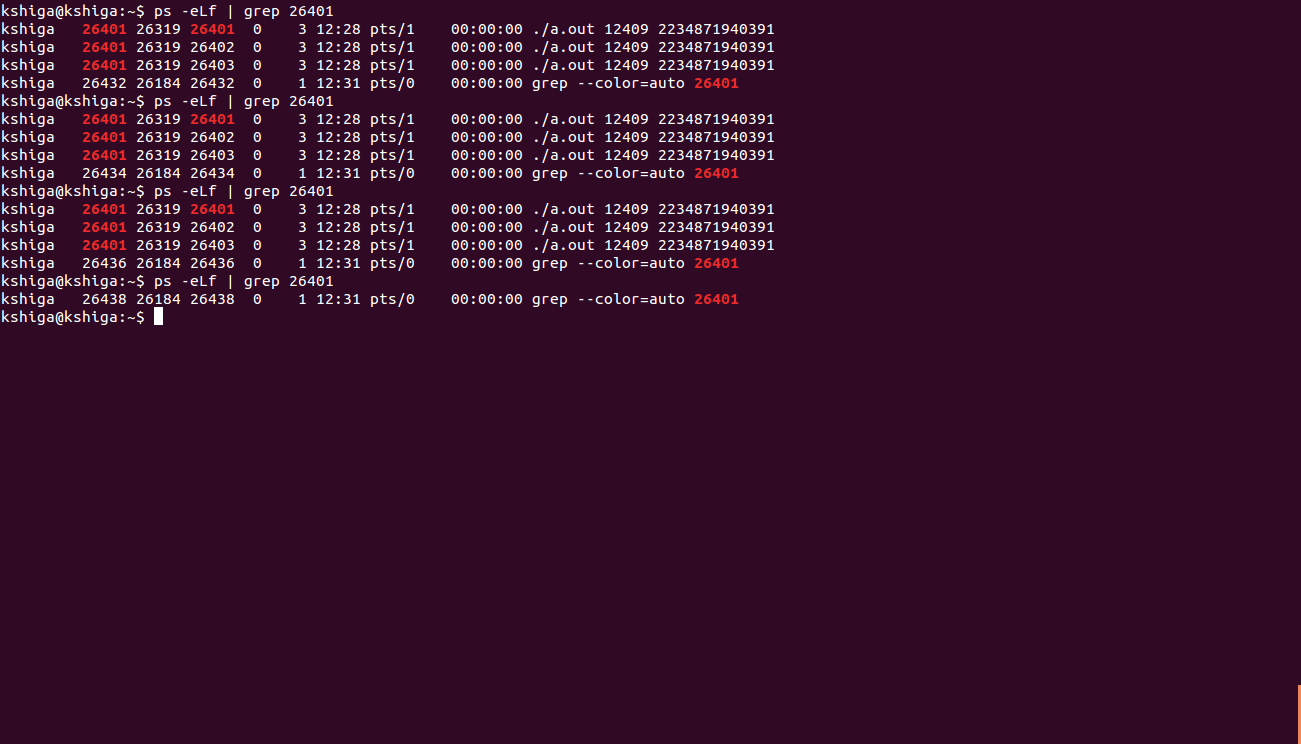 kshiga@kshiga:~$ ps -eLf | grep 26401
kshiga   26401 26319 26401  0    3 12:28 pts/1    00:00:00 ./a.out 12409 2234871940391
kshiga   26401 26319 26402  0    3 12:28 pts/1    00:00:00 ./a.out 12409 2234871940391
kshiga   26401 26319 26403  0    3 12:28 pts/1    00:00:00 ./a.out 12409 2234871940391
kshiga   26432 26184 26432  0    1 12:31 pts/0    00:00:00 grep --color=auto 26401
kshiga@kshiga:~$ ps -eLf | grep 26401
kshiga   26401 26319 26401  0    3 12:28 pts/1    00:00:00 ./a.out 12409 2234871940391
kshiga   26401 26319 26402  0    3 12:28 pts/1    00:00:00 ./a.out 12409 2234871940391
kshiga   26401 26319 26403  0    3 12:28 pts/1    00:00:00 ./a.out 12409 2234871940391
kshiga   26434 26184 26434  0    1 12:31 pts/0    00:00:00 grep --color=auto 26401
kshiga@kshiga:~$ ps -eLf | grep 26401
kshiga   26401 26319 26401  0    3 12:28 pts/1    00:00:00 ./a.out 12409 2234871940391
kshiga   26401 26319 26402  0    3 12:28 pts/1    00:00:00 ./a.out 12409 2234871940391
kshiga   26401 26319 26403  0    3 12:28 pts/1    00:00:00 ./a.out 12409 2234871940391
kshiga   26436 26184 26436  0    1 12:31 pts/0    00:00:00 grep --color=auto 26401
kshiga@kshiga:~$ ps -eLf | grep 26401
kshiga   26438 26184 26438  0    1 12:31 pts/0    00:00:00 grep --color=auto 26401
kshiga@kshiga:~$